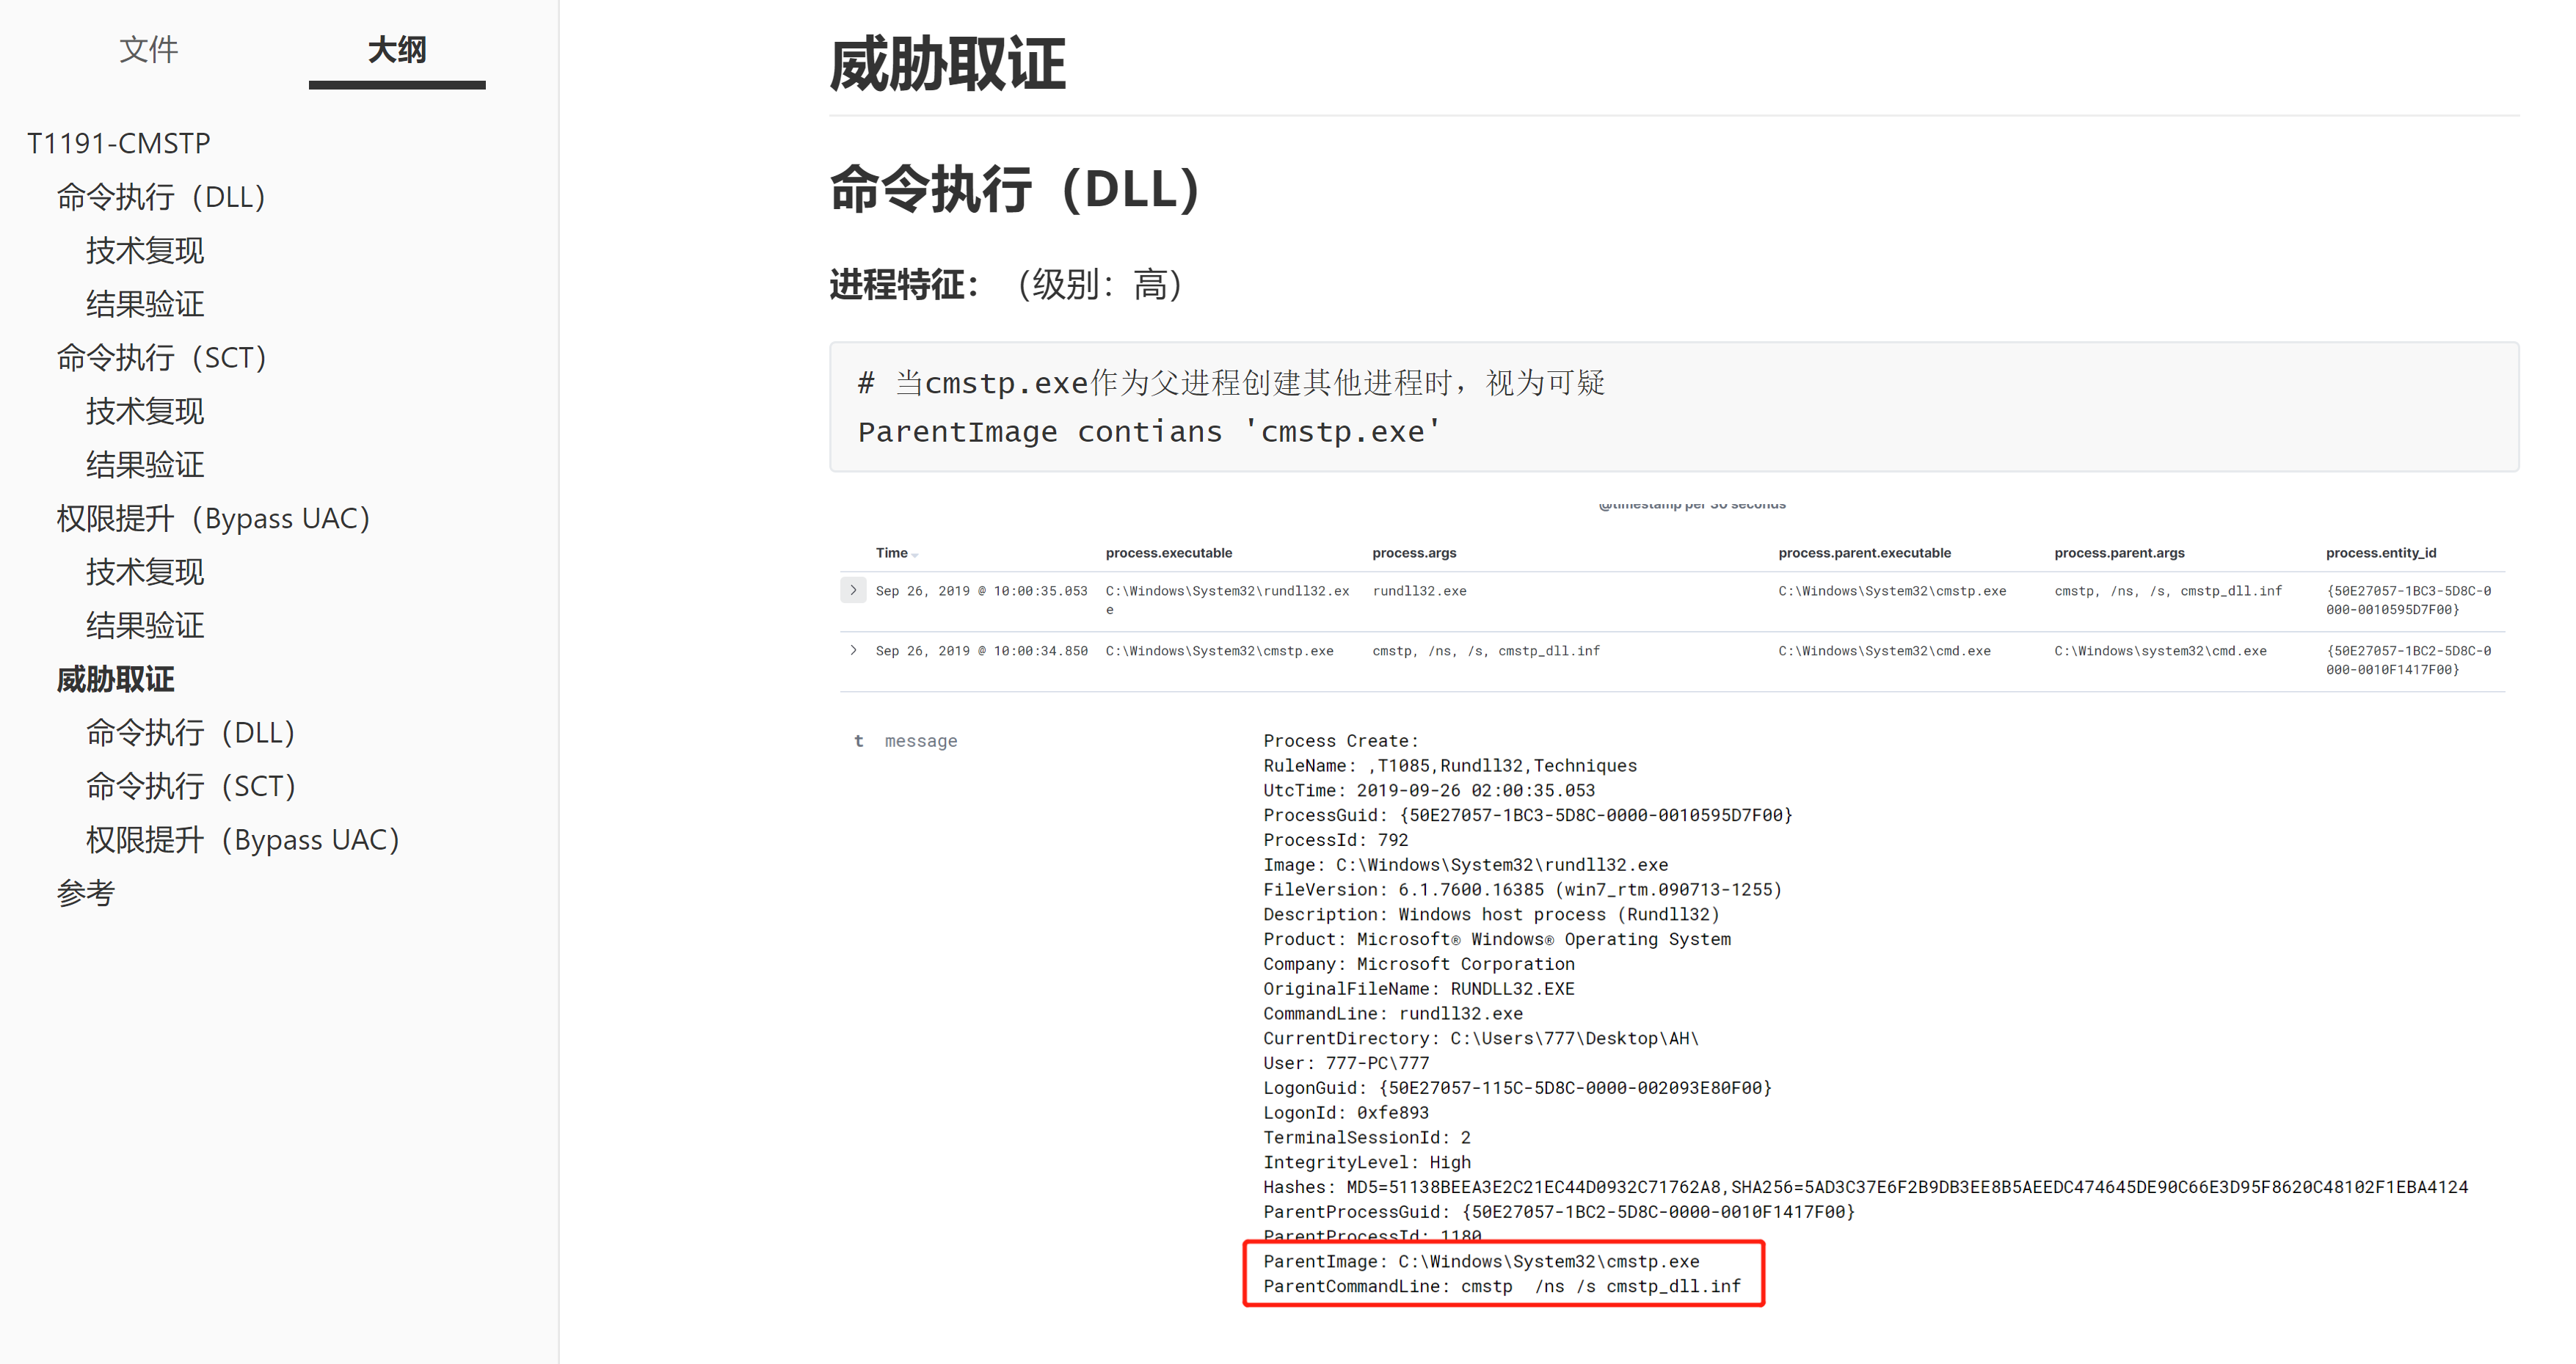 文件 大纲
T1191-CMSTP
命令执行（DLL）
技术复现
结果验证
命令执行（SCT）
技术复现
结果验证
权限提升（Bypass UAC）
技术复现
结果验证
威胁取证
命令执行（DLL）
命令执行（SCT）
权限提升（Bypass UAC）
参考
威胁取证
命令执行（DLL）
进程特征：（级别：高）
# 当cmstp.exe作为父进程创建其他进程时，视为可疑
ParentImage contians 'cmstp.exe'
@timestamp per 30 seconds
Time process.executable process.args process.parent.executable process.parent.args process.entity_id
Sep 26, 2019 @ 10:00:35.053 C:\Windows\System32\rundll32.ex rundll32.exe C:\Windows\System32\cmstp.exe cmstp, /ns, /s, cmstp_dll.inf {50E27057-1BC3-5D8C-0
e 000-0010595D7F00}
Sep 26, 2019 @ 10:00:34.850 C:\Windows\System32\cmstp.exe cmstp, /ns, /s, cmstp_dll.inf C:\Windows\System32\cmd.exe C:\Windows\system32\cmd.exe {50E27057-1BC2-5D8C-0
000-0010F1417F00}
t message
Process Create:
RuleName: ,T1085,Rundll32,Techniques
UtcTime: 2019-09-26 02:00:35.053
ProcessGuid: {50E27057-1BC3-5D8C-0000-0010595D7F00}
ProcessId: 792
Image: C:\Windows\System32\rundll32.exe
FileVersion: 6.1.7600.16385 (win7_rtm.090713-1255)
Description: Windows host process (Rundll32)
Product: Microsoft® Windows® Operating System
Company: Microsoft Corporation
OriginalFileName: RUNDLL32.EXE
CommandLine: rundll32.exe
CurrentDirectory: C:\Users\777\Desktop\AH\
User: 777-PC\777
LogonGuid: {50E27057-115C-5D8C-0000-002093E80F00}
LogonId: 0xfe893
TerminalSessionId: 2
IntegrityLevel: High
Hashes: MD5=51138BEEA3E2C21EC44D0932C71762A8,SHA256=5AD3C37E6F2B9DB3EE8B5AEEDC474645DE90C66E3D95F8620C48102F1EBA4124
ParentProcessGuid: {50E27057-1BC2-5D8C-0000-0010F1417F00}
ParentProcessId: 1180
ParentImage: C:\Windows\System32\cmstp.exe
ParentCommandLine: cmstp  /ns /s cmstp_dll.inf